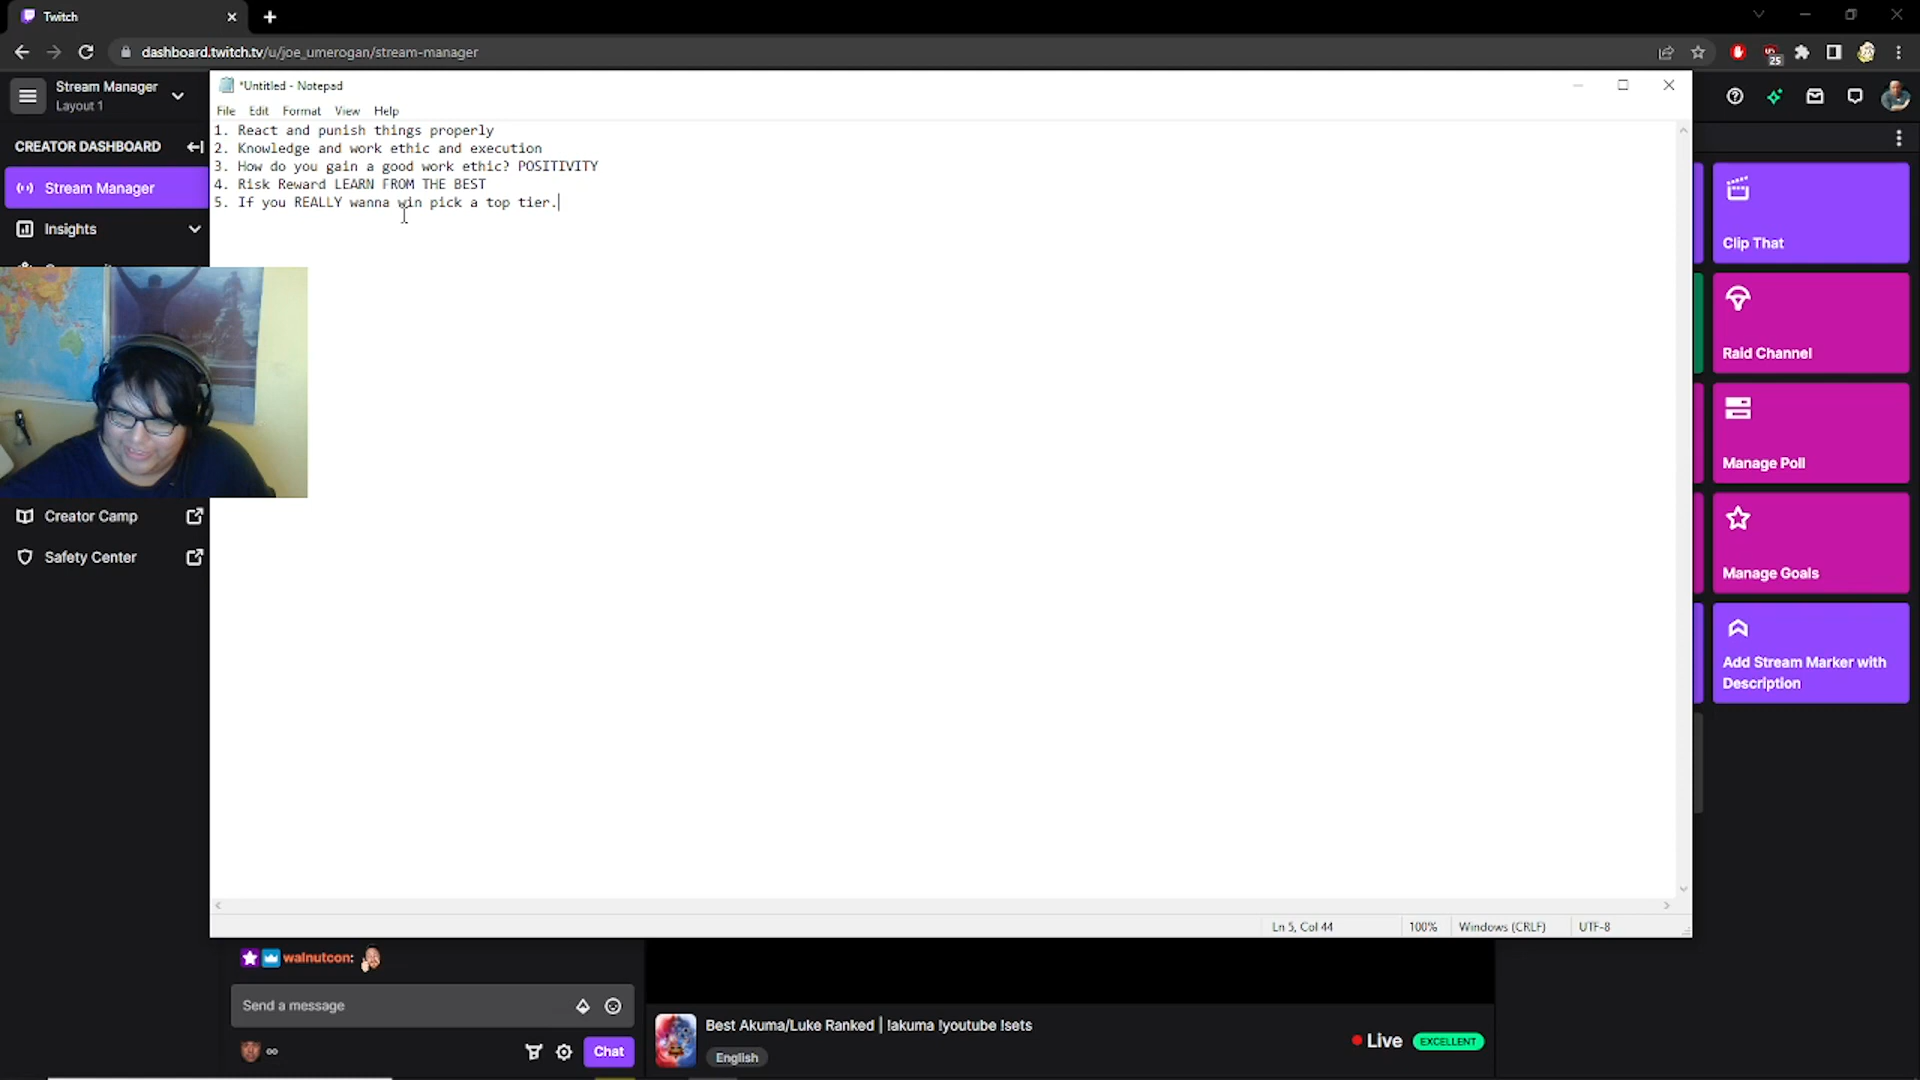 Twitch
dashboard.twitch.tv/u/joe_umerogan/stream-manager
25
Stream Manager
Layout 1
*Untitled - Notepad
File Edit Format View Help
CREATOR DASHBOARD
Stream Manager
Insights
1. React and punish things properly
2. Knowledge and work ethic and execution
3. How do you gain a good work ethic? POSITIVITY
4. Risk Reward LEARN FROM THE BEST
5. If you REALLY wanna win pick a top tier.
Clip That
Raid Channel
Manage Poll
Manage Goals
Add Stream Marker with
Description
Creator Camp
Safety Center
Ln 5, Col 44 100% Windows (CRLF) UTF-8
walnutcon:
Send a message
Chat
Best Akuma/Luke Ranked | !akuma !youtube !sets
English
Live EXCELLENT